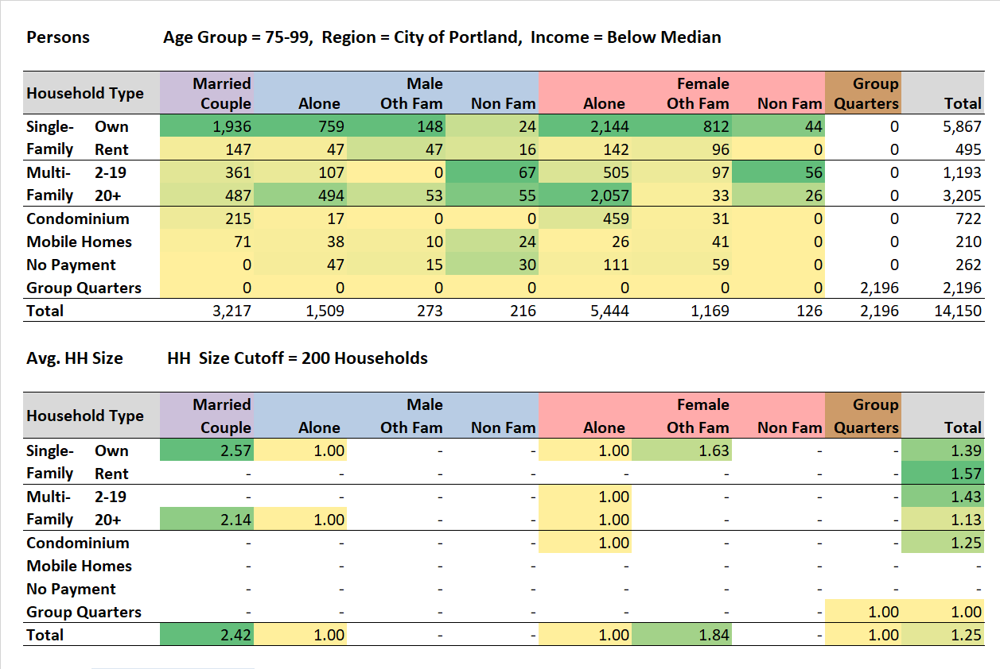 Persons Age Group = 75-99, Region = City of Portland, Income = Below Median
Household Type Married Couple Male Alone Oth Fam Non Fam Female Alone Oth Fam Non Fam Group Quarters Total
Single- Own 1,936 759 148 24 2,144 812 44 0 5,867
Family Rent 147 47 47 16 142 96 0 0 495
Multi- 2-19 361 107 0 67 505 97 56 0 1,193
Family 20+ 487 494 53 55 2,057 33 26 0 3,205
Condominium 215 17 0 0 459 31 0 0 722
Mobile Homes 71 38 10 24 26 41 0 0 210
No Payment 0 47 15 30 111 59 0 0 262
Group Quarters 0 0 0 0 0 0 0 2,196 2,196
Total 3,217 1,509 273 216 5,444 1,169 126 2,196 14,150
Avg. HH Size HH Size Cutoff = 200 Households
Household Type Married Couple Male Alone Oth Fam Non Fam Female Alone Oth Fam Non Fam Group Quarters Total
Single- Own 2.57 1.00 - - 1.00 1.63 - - 1.39
Family Rent - - - - - - - - 1.57
Multi- 2-19 - - - - 1.00 - - - 1.43
Family 20+ 2.14 1.00 - - 1.00 - - - 1.13
Condominium - - - - 1.00 - - - 1.25
Mobile Homes - - - - - - - - -
No Payment - - - - - - - - -
Group Quarters - - - - - - - 1.00 1.00
Total 2.42 1.00 - - 1.00 1.84 - 1.00 1.25